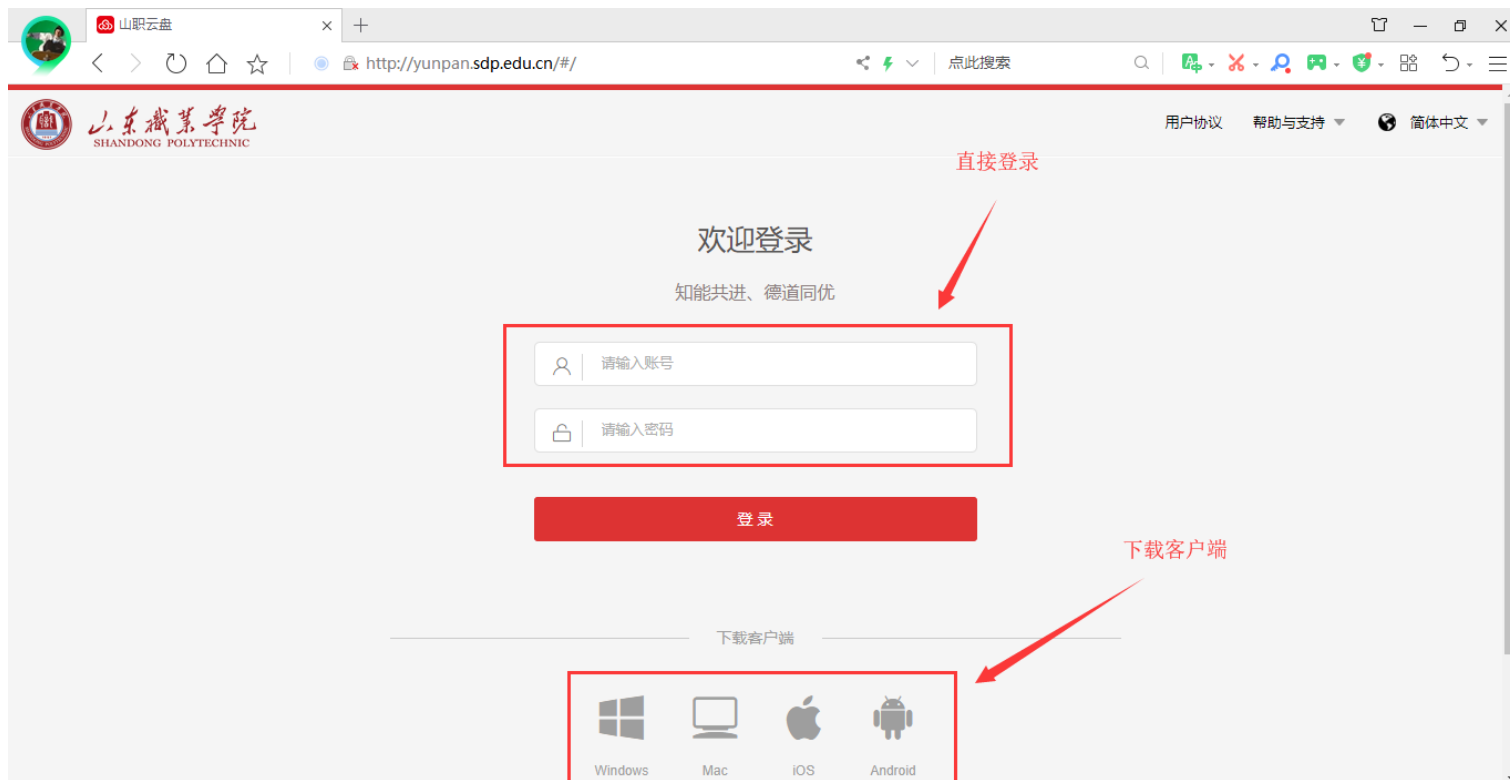 山职云盘
http://yunpan.sdp.edu.cn/#/
点此搜索
山东职业学院
SHANDONG POLYTECHNIC
用户协议
帮助与支持
简体中文
直接登录
欢迎登录
知能共进、德道同优
请输入账号
请输入密码
登录
下载客户端
下载客户端
Windows
Mac
iOS
Android